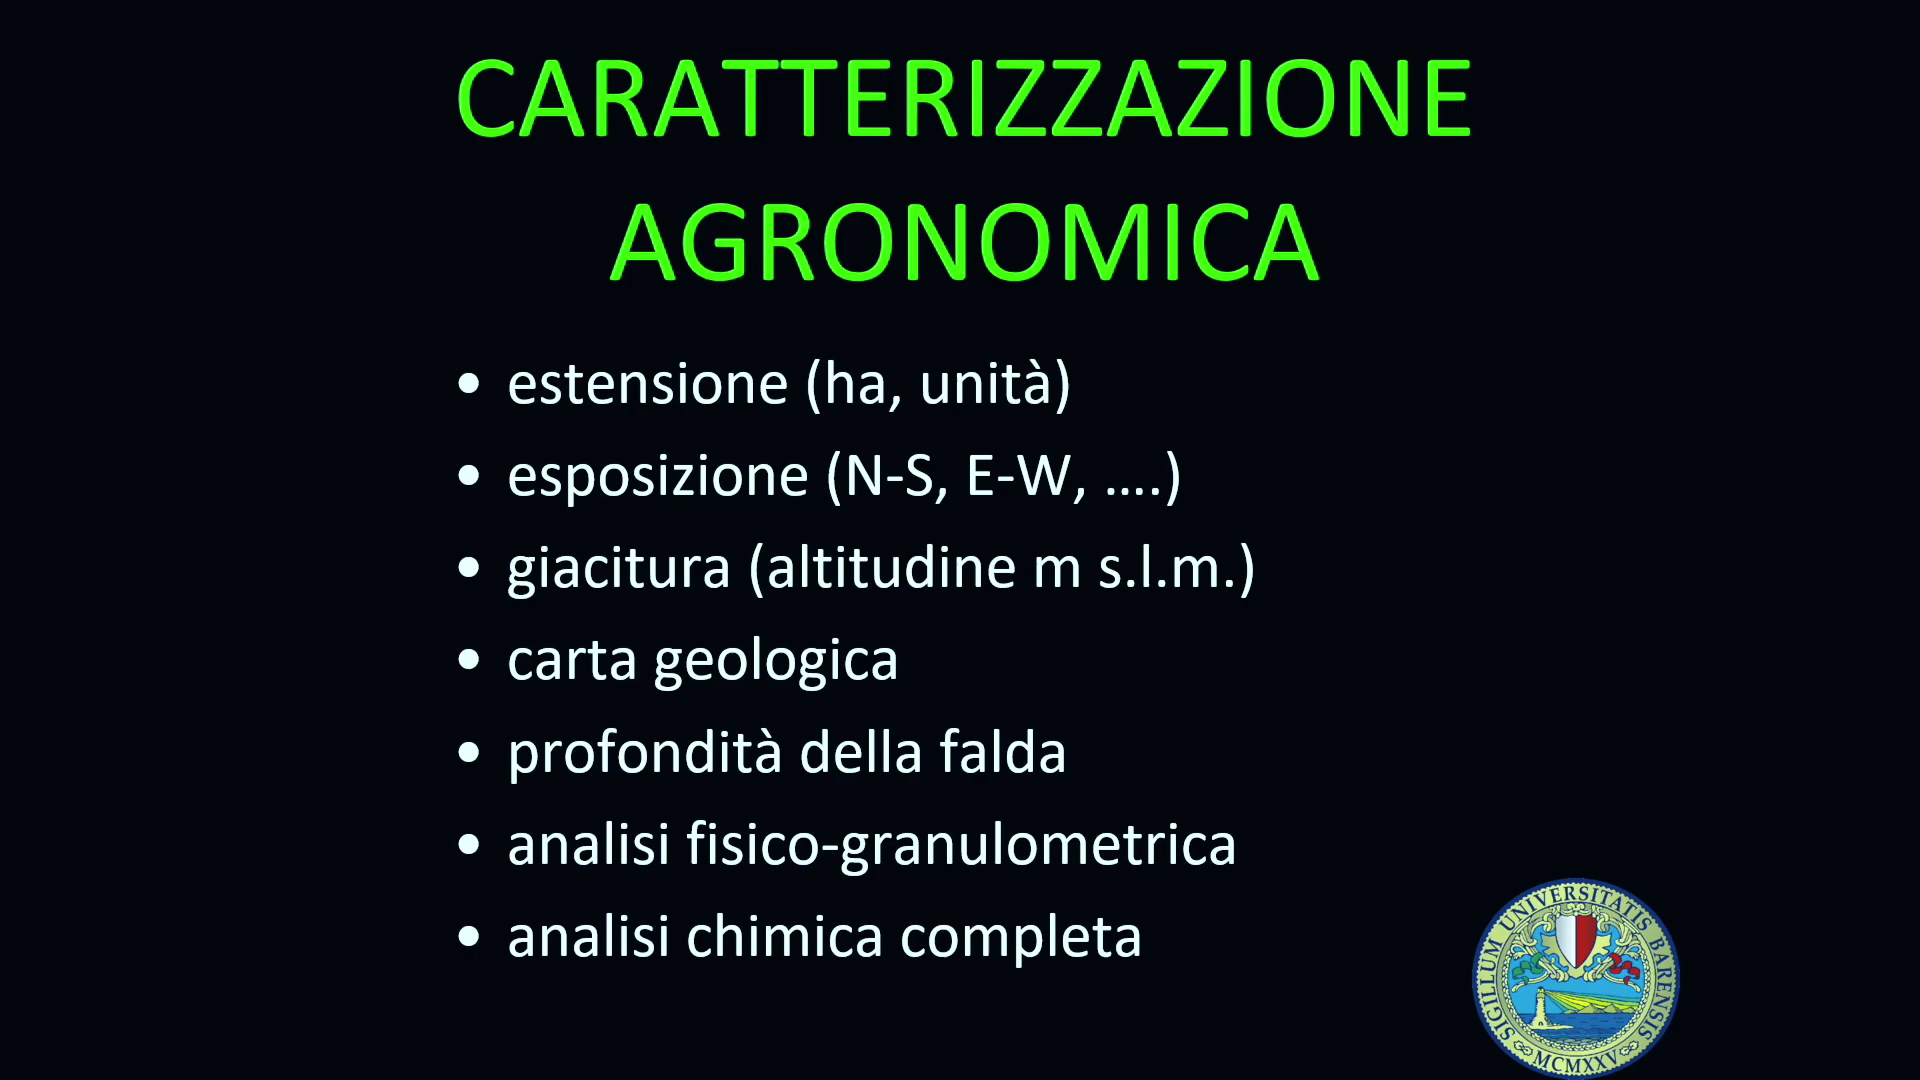 CARATTERIZZAZIONE
AGRONOMICA
• estensione (ha, unità)
• esposizione (N-S, E-W, ....)
• giacitura (altitudine m s.l.m.)
• carta geologica
• profondità della falda
• analisi fisico-granulometrica
• analisi chimica completa
SIGILLUM UNIVERSITATIS BARENSIS
MCMXXV